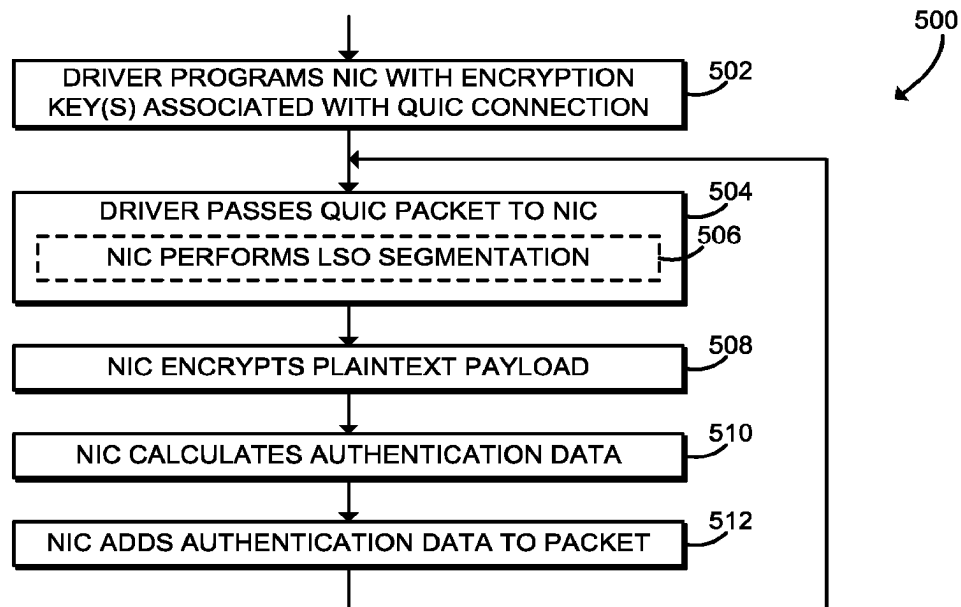 500
DRIVER PROGRAMS NIC WITH ENCRYPTION
KEY(S) ASSOCIATED WITH QUIC CONNECTION
502
DRIVER PASSES QUIC PACKET TO NIC
504
NIC PERFORMS LSO SEGMENTATION
506
NIC ENCRYPTS PLAINTEXT PAYLOAD
508
NIC CALCULATES AUTHENTICATION DATA
510
NIC ADDS AUTHENTICATION DATA TO PACKET
512